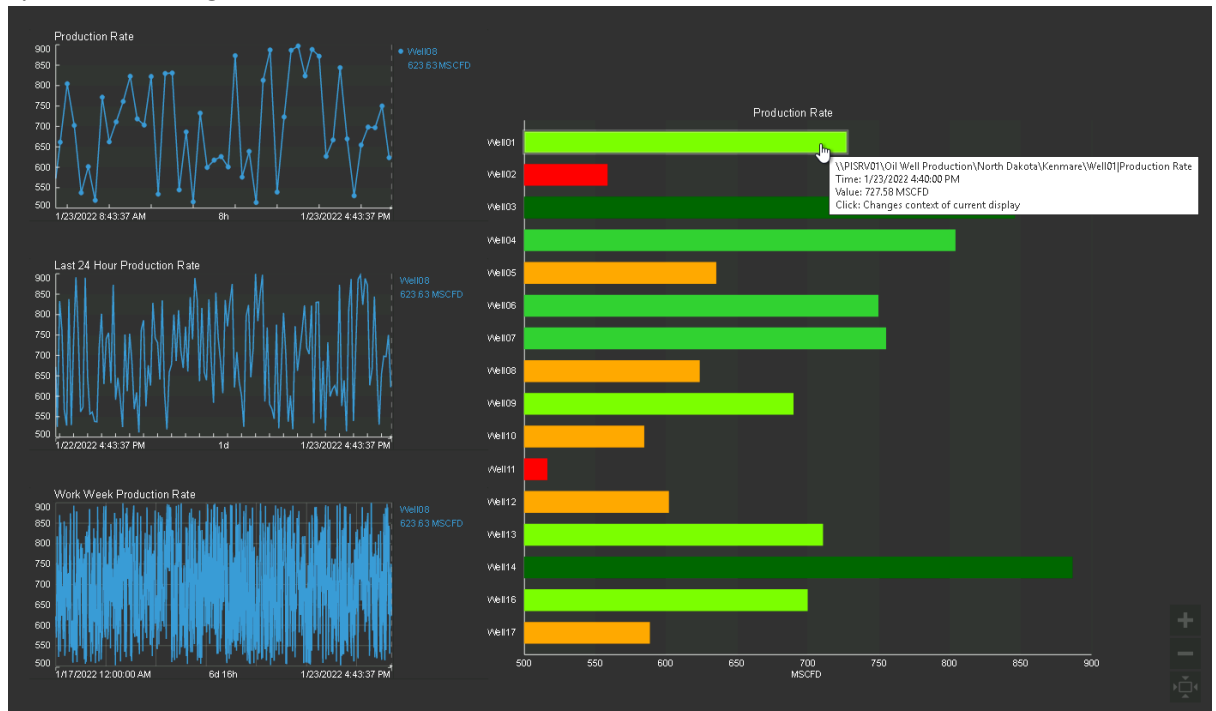 Production Rate
900
850
800
750
700
650
600
550
500
1/23/2022 8:43:37 AM 8h 1/23/2022 4:43:37 PM
Well08
623.63 MSCFD
Last 24 Hour Production Rate
900
850
800
750
700
650
600
550
500
1/22/2022 4:43:37 PM 1d 1/23/2022 4:43:37 PM
Well08
623.63 MSCFD
Work Week Production Rate
900
850
800
750
700
650
600
550
500
1/17/2022 12:00:00 AM 6d 16h 1/23/2022 4:43:37 PM
Well08
623.63 MSCFD
Production Rate
Well01
Well02
Well03
Well04
Well05
Well06
Well07
Well08
Well09
Well10
Well11
Well12
Well13
Well14
Well16
Well17
500 550 600 650 700 750 800 850 900
MSCFD
\\PISRV01\Oil Well Production\North Dakota\Kenmare\Well01|Production Rate
Time: 1/23/2022 4:40:00 PM
Value: 727.58 MSCFD
Click: Changes context of current display